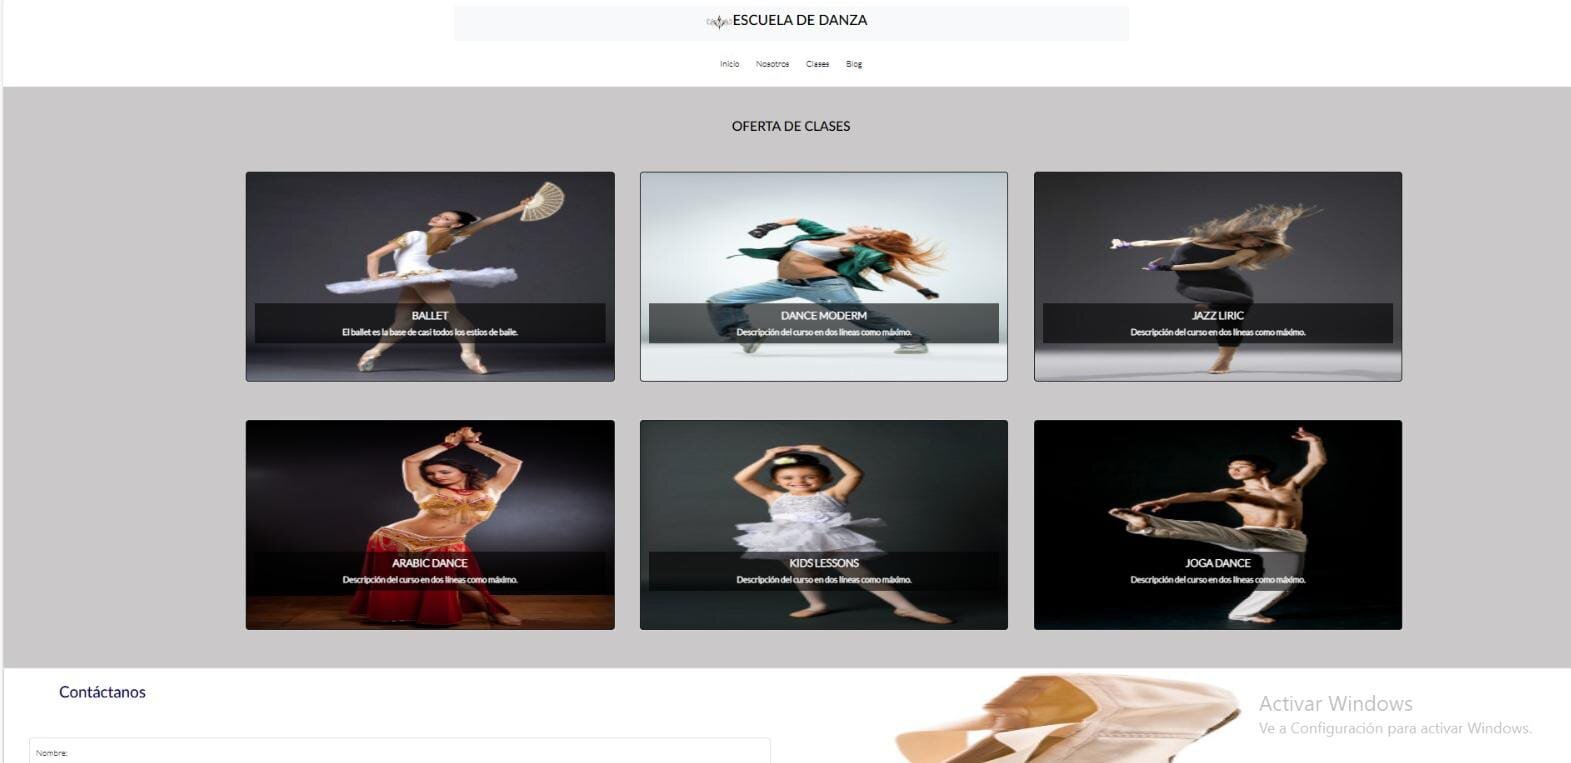 ESCUELA DE DANZA
Inicio Nosotros Clases Blog
OFERTA DE CLASES
BALLET
El ballet es la base de casi todos los estios de baile.
DANCE MODERM
Descripción del curso en dos líneas como máximo.
JAZZ LIRIC
Descripción del curso en dos líneas como máximo.
ARABIC DANCE
Descripción del curso en dos líneas como máximo.
KIDS LESSONS
Descripción del curso en dos líneas como máximo.
JOGA DANCE
Descripción del curso en dos líneas como máximo.
Contáctanos
Nombre:
Activar Windows
Ve a Configuración para activar Windows.